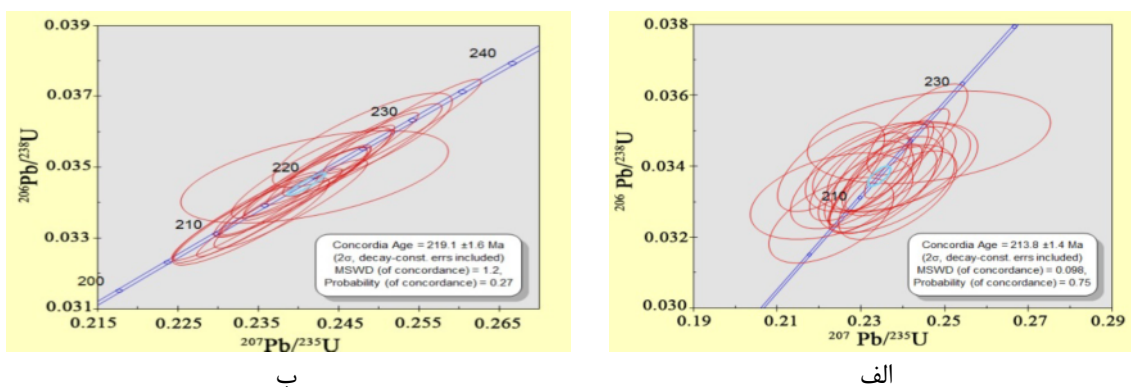 0.039
0.037
0.035
0.033
0.031
0.215
0.225
0.235
0.245
0.255
0.265
206Pb/238U
207Pb/235U
200
210
220
230
240
Concordia Age = 219.1 ±1.6 Ma
(2σ, decay-const. errs included)
MSWD (of concordance) = 1.2,
Probability (of concordance) = 0.27
ب
0.038
0.036
0.034
0.032
0.030
0.19
0.21
0.23
0.25
0.27
0.29
206 Pb/238U
207 Pb/235U
210
230
Concordia Age = 213.8 ±1.4 Ma
(2σ, decay-const. errs included)
MSWD (of concordance) = 0.098,
Probability (of concordance) = 0.75
الف